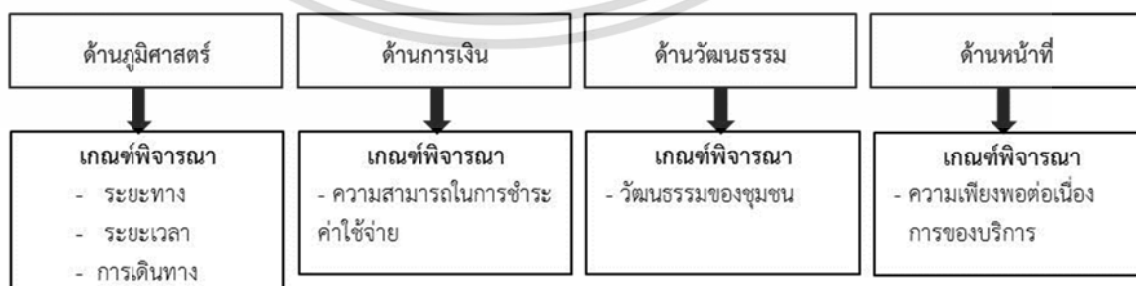 ด้านภูมิศาสตร์
เกณฑ์พิจารณา
- ระยะทาง
- ระยะเวลา
- การเดินทาง
ด้านการเงิน
เกณฑ์พิจารณา
- ความสามารถในการชำระ
ค่าใช้จ่าย
ด้านวัฒนธรรม
เกณฑ์พิจารณา
- วัฒนธรรมของชุมชน
ด้านหน้าที่
เกณฑ์พิจารณา
- ความเพียงพอต่อเนื่อง
การของบริการ